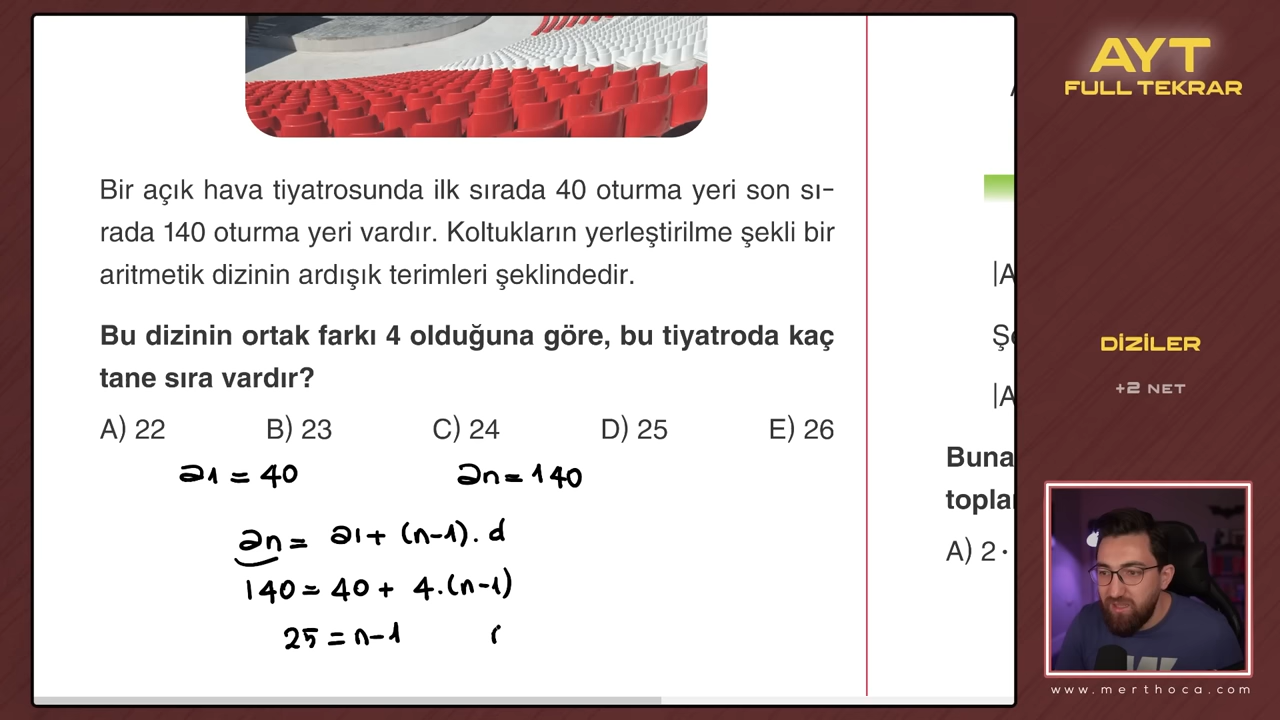 AYT
FULL TEKRAR
Bir açık hava tiyatrosunda ilk sırada 40 oturma yeri son sı-
rada 140 oturma yeri vardır. Koltukların yerleştirilme şekli bir
aritmetik dizinin ardışık terimleri şeklindedir.
Bu dizinin ortak farkı 4 olduğuna göre, bu tiyatroda kaç
tane sıra vardır?
A) 22 B) 23 C) 24 D) 25 E) 26
a1 = 40 an = 140
an = a1 + (n-1). d
140 = 40 + 4.(n-1)
25 = n-1
|A
Şe
|A
Buna
topla
A) 2 ·
DİZİLER
+2 NET
www.merthoca.com